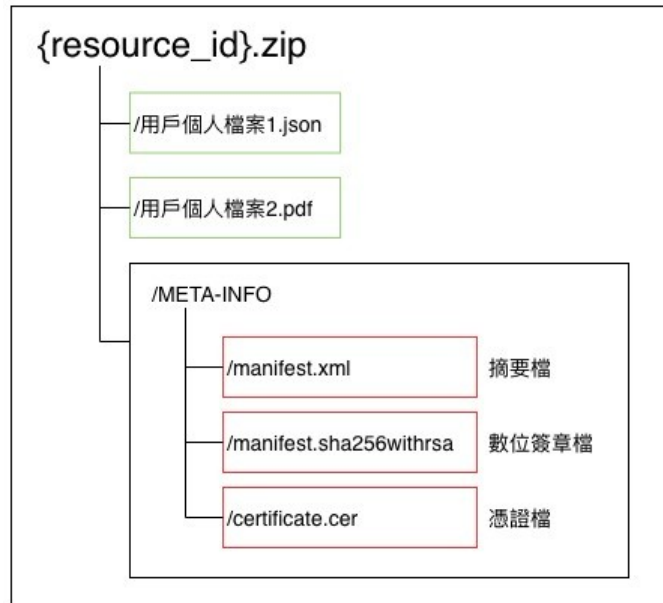 {resource_id}.zip
/用戶個人檔案1.json
/用戶個人檔案2.pdf
/META-INFO
/manifest.xml 摘要檔
/manifest.sha256withrsa 數位簽章檔
/certificate.cer 憑證檔